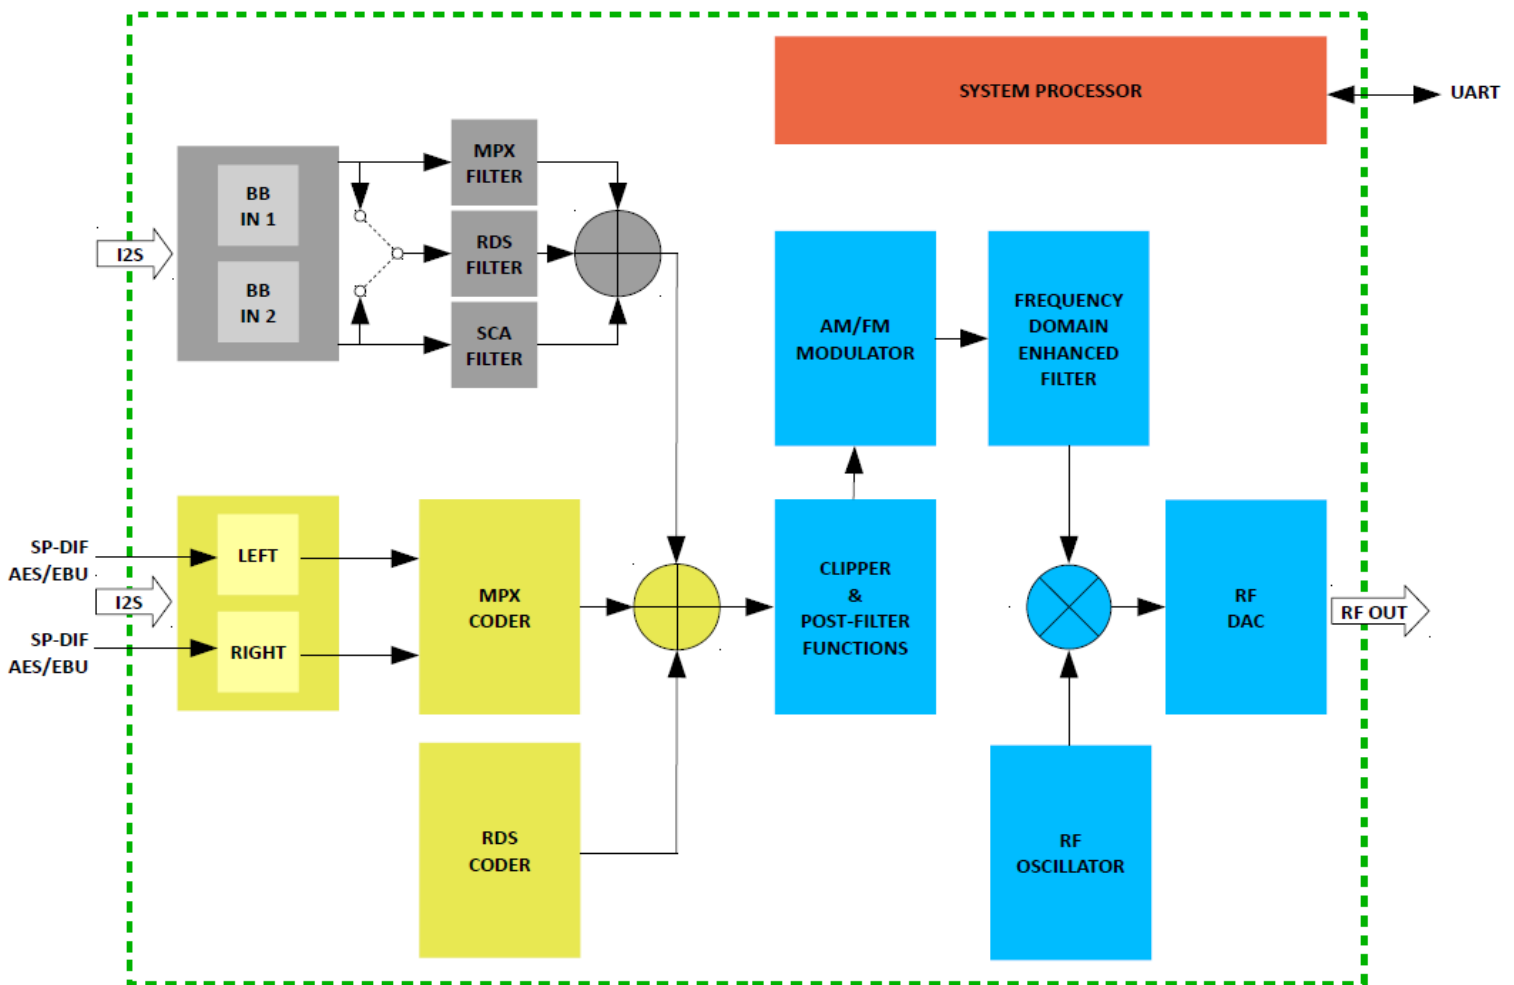 SYSTEM PROCESSOR
UART
MPX
FILTER
BB
IN 1
RDS
FILTER
I2S
BB
IN 2
SCA
FILTER
AM/FM
MODULATOR
FREQUENCY
DOMAIN
ENHANCED
FILTER
SP-DIF
AES/EBU
LEFT
I2S
SP-DIF
AES/EBU
RIGHT
MPX
CODER
CLIPPER
&
POST-FILTER
FUNCTIONS
RF
DAC
RF OUT
RDS
CODER
RF
OSCILLATOR